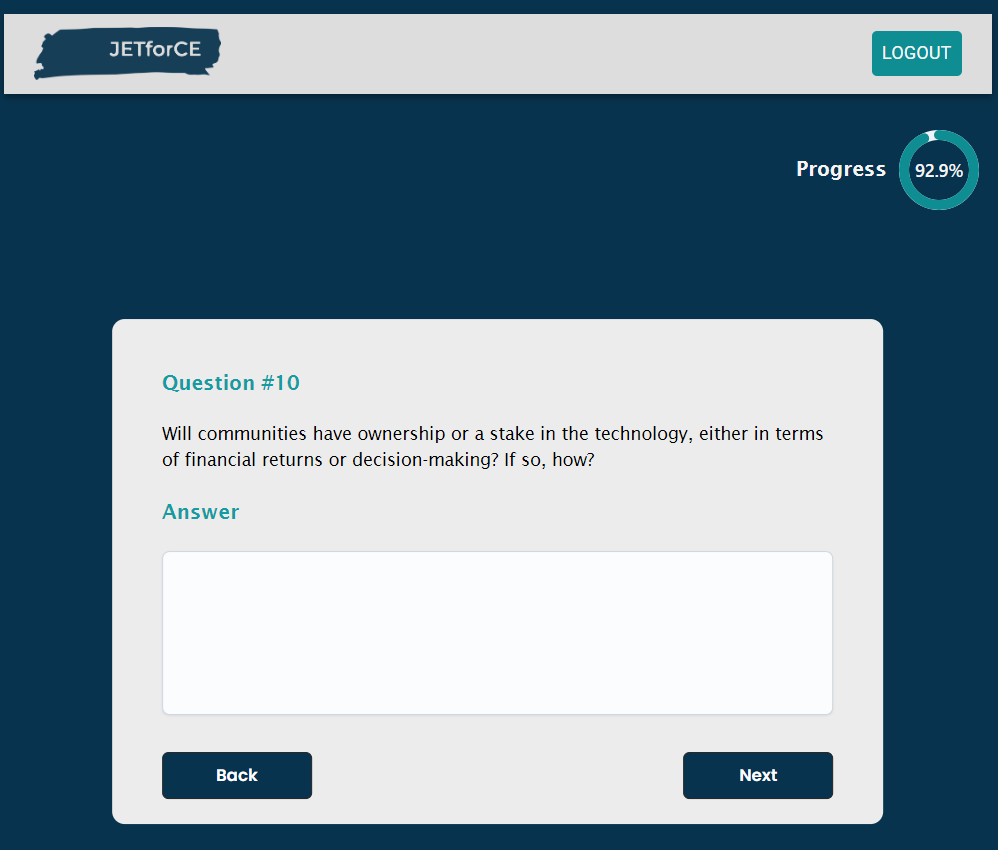 JETforCE
LOGOUT
Progress
92.9%
Question #10
Will communities have ownership or a stake in the technology, either in terms
of financial returns or decision-making? If so, how?
Answer
Back
Next